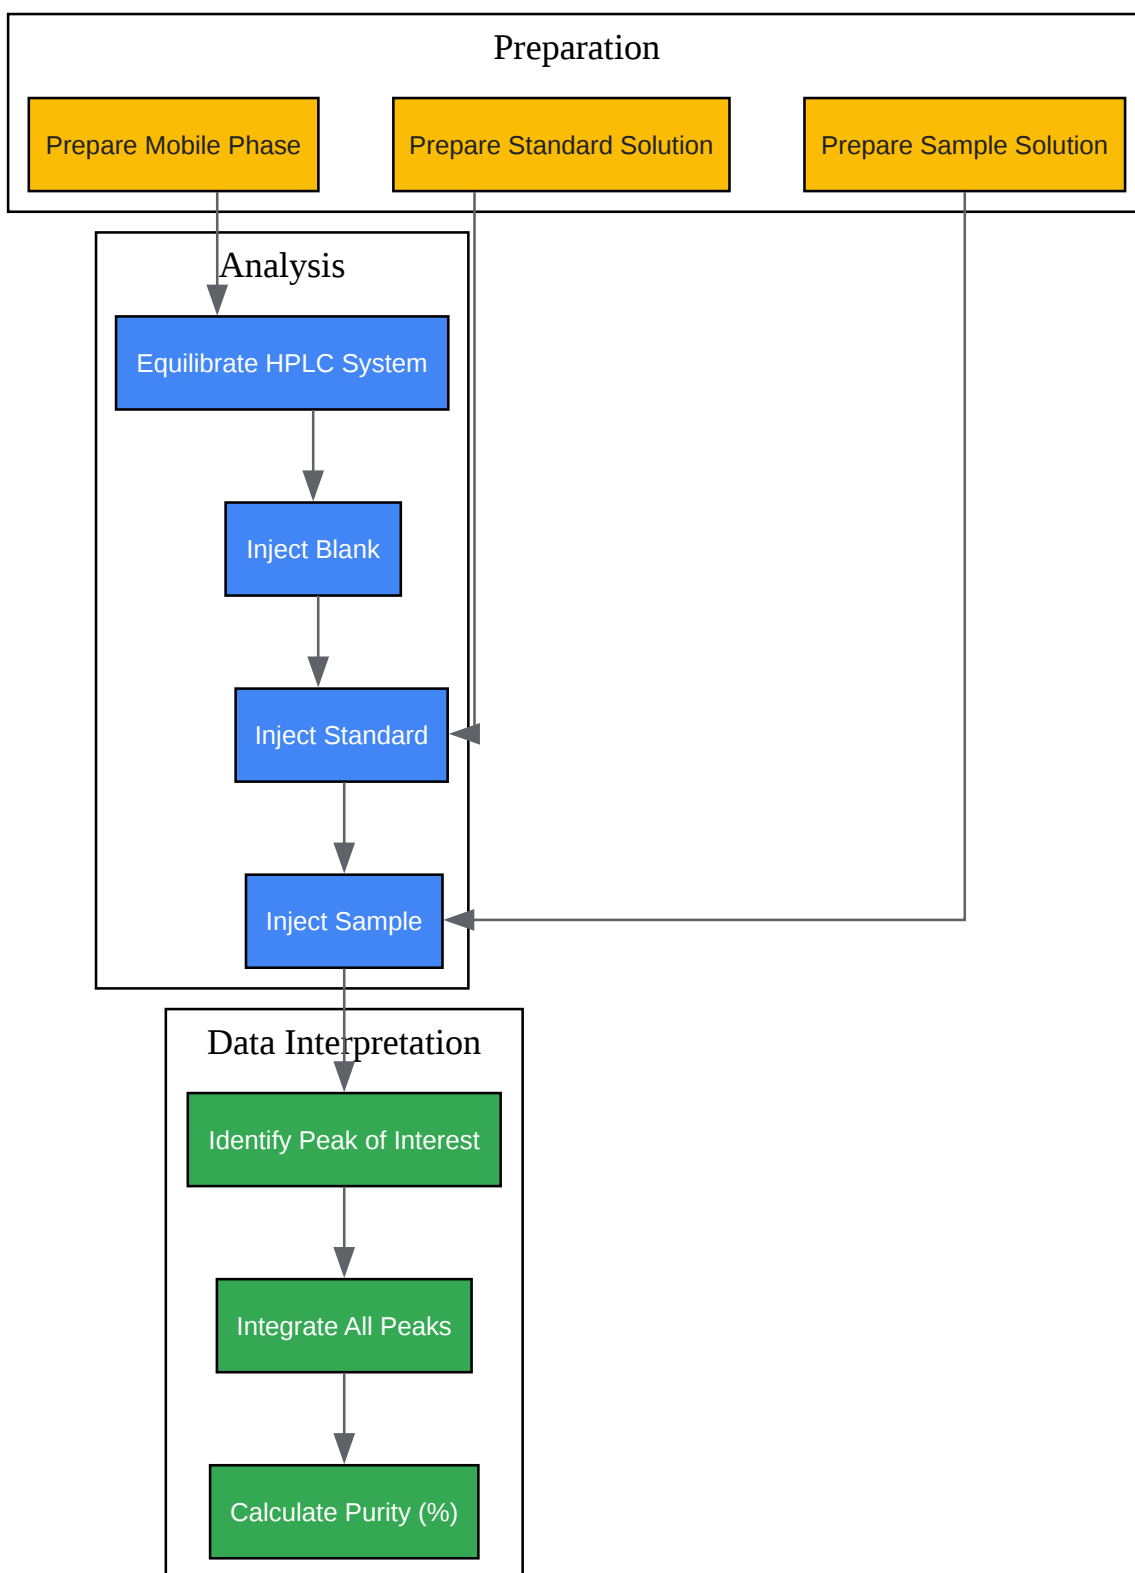 Preparation
Prepare Mobile Phase
Prepare Standard Solution
Prepare Sample Solution
Analysis
Equilibrate HPLC System
Inject Blank
Inject Standard
Inject Sample
Data Interpretation
Identify Peak of Interest
Integrate All Peaks
Calculate Purity (%)